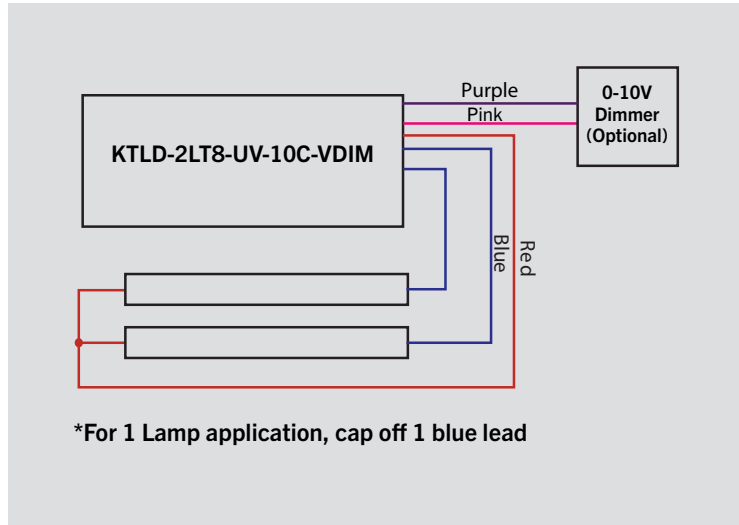 Purple
Pink
0-10V
Dimmer
(Optional)
KTLD-2LT8-UV-10C-VDIM
Blue
Red
*For 1 Lamp application, cap off 1 blue lead